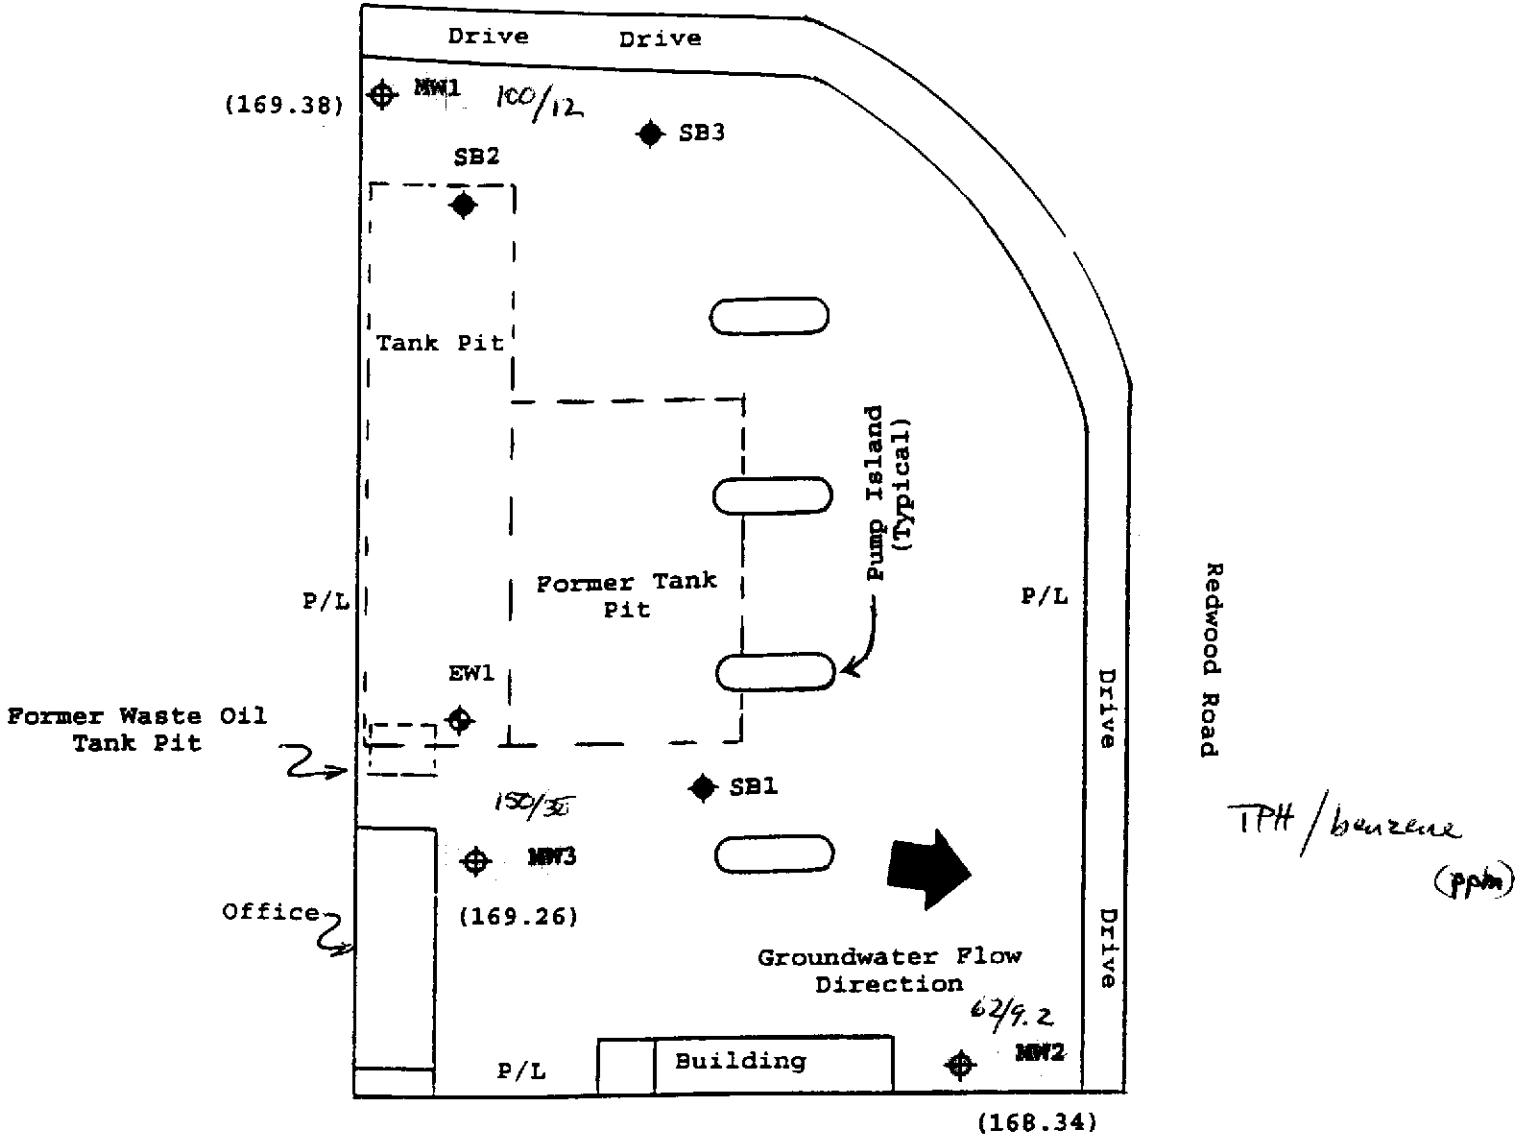 Drive
Drive
(169.38)
MW1
100/12
SB3
SB2
Tank Pit
Pump Island
(Typical)
Former Tank
Pit
P/L
P/L
Redwood Road
EW1
Former Waste Oil
Tank Pit
Drive
SB1
TPH/benzene
(ppm)
MW3
Office
(169.26)
Drive
Groundwater Flow
Direction
62/9.2
MW2
Building
P/L
(168.34)